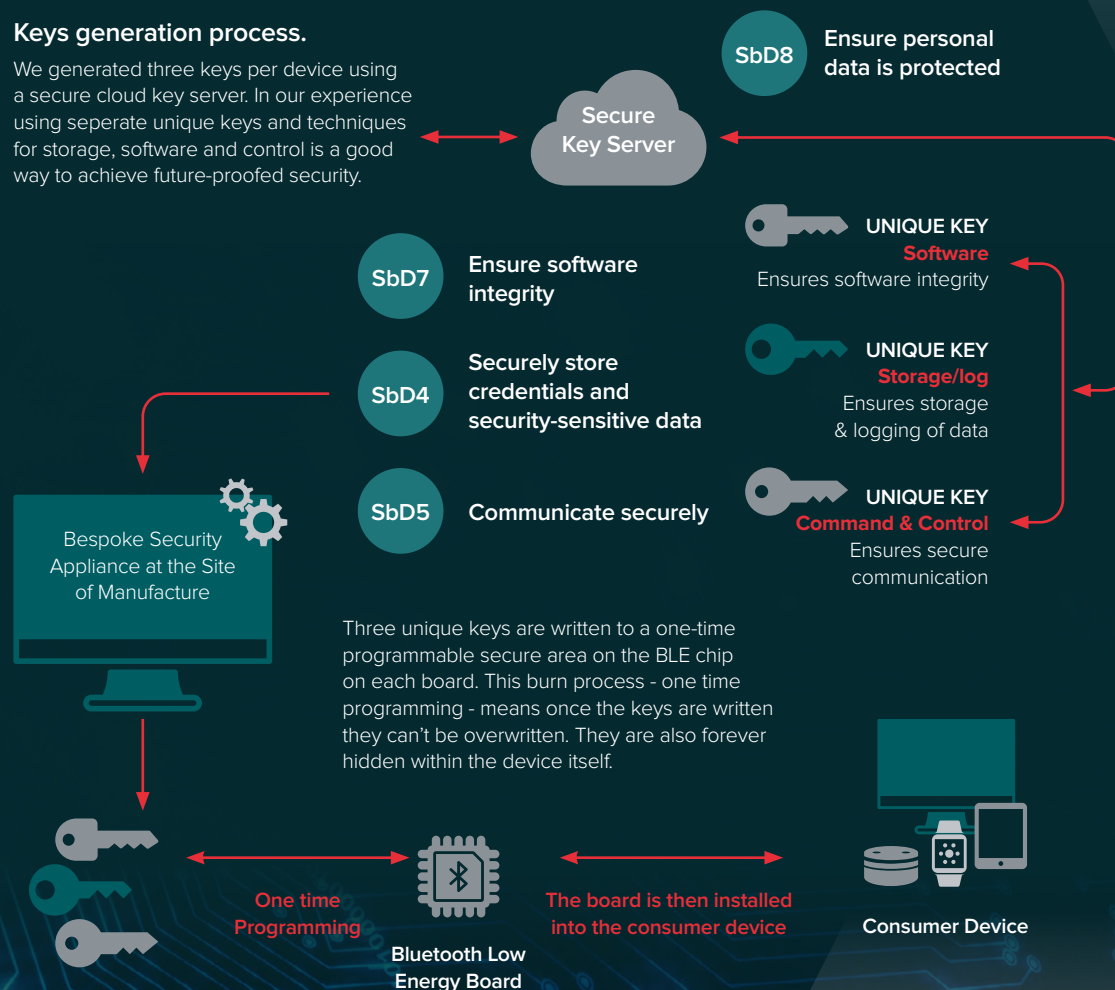 Keys generation process.
We generated three keys per device using
a secure cloud key server. In our experience
using seperate unique keys and techniques
for storage, software and control is a good
way to achieve future-proofed security.
Secure
Key Server
SbD8
Ensure personal
data is protected
UNIQUE KEY
Software
Ensures software integrity
SbD7
Ensure software
integrity
UNIQUE KEY
Storage/log
Ensures storage
& logging of data
SbD4
Securely store
credentials and
security-sensitive data
UNIQUE KEY
Command & Control
Ensures secure
communication
SbD5
Communicate securely
Bespoke Security
Appliance at the Site
of Manufacture
Three unique keys are written to a one-time
programmable secure area on the BLE chip
on each board. This burn process - one time
programming - means once the keys are written
they can't be overwritten. They are also forever
hidden within the device itself.
One time
Programming
Bluetooth Low
Energy Board
The board is then installed
into the consumer device
Consumer Device